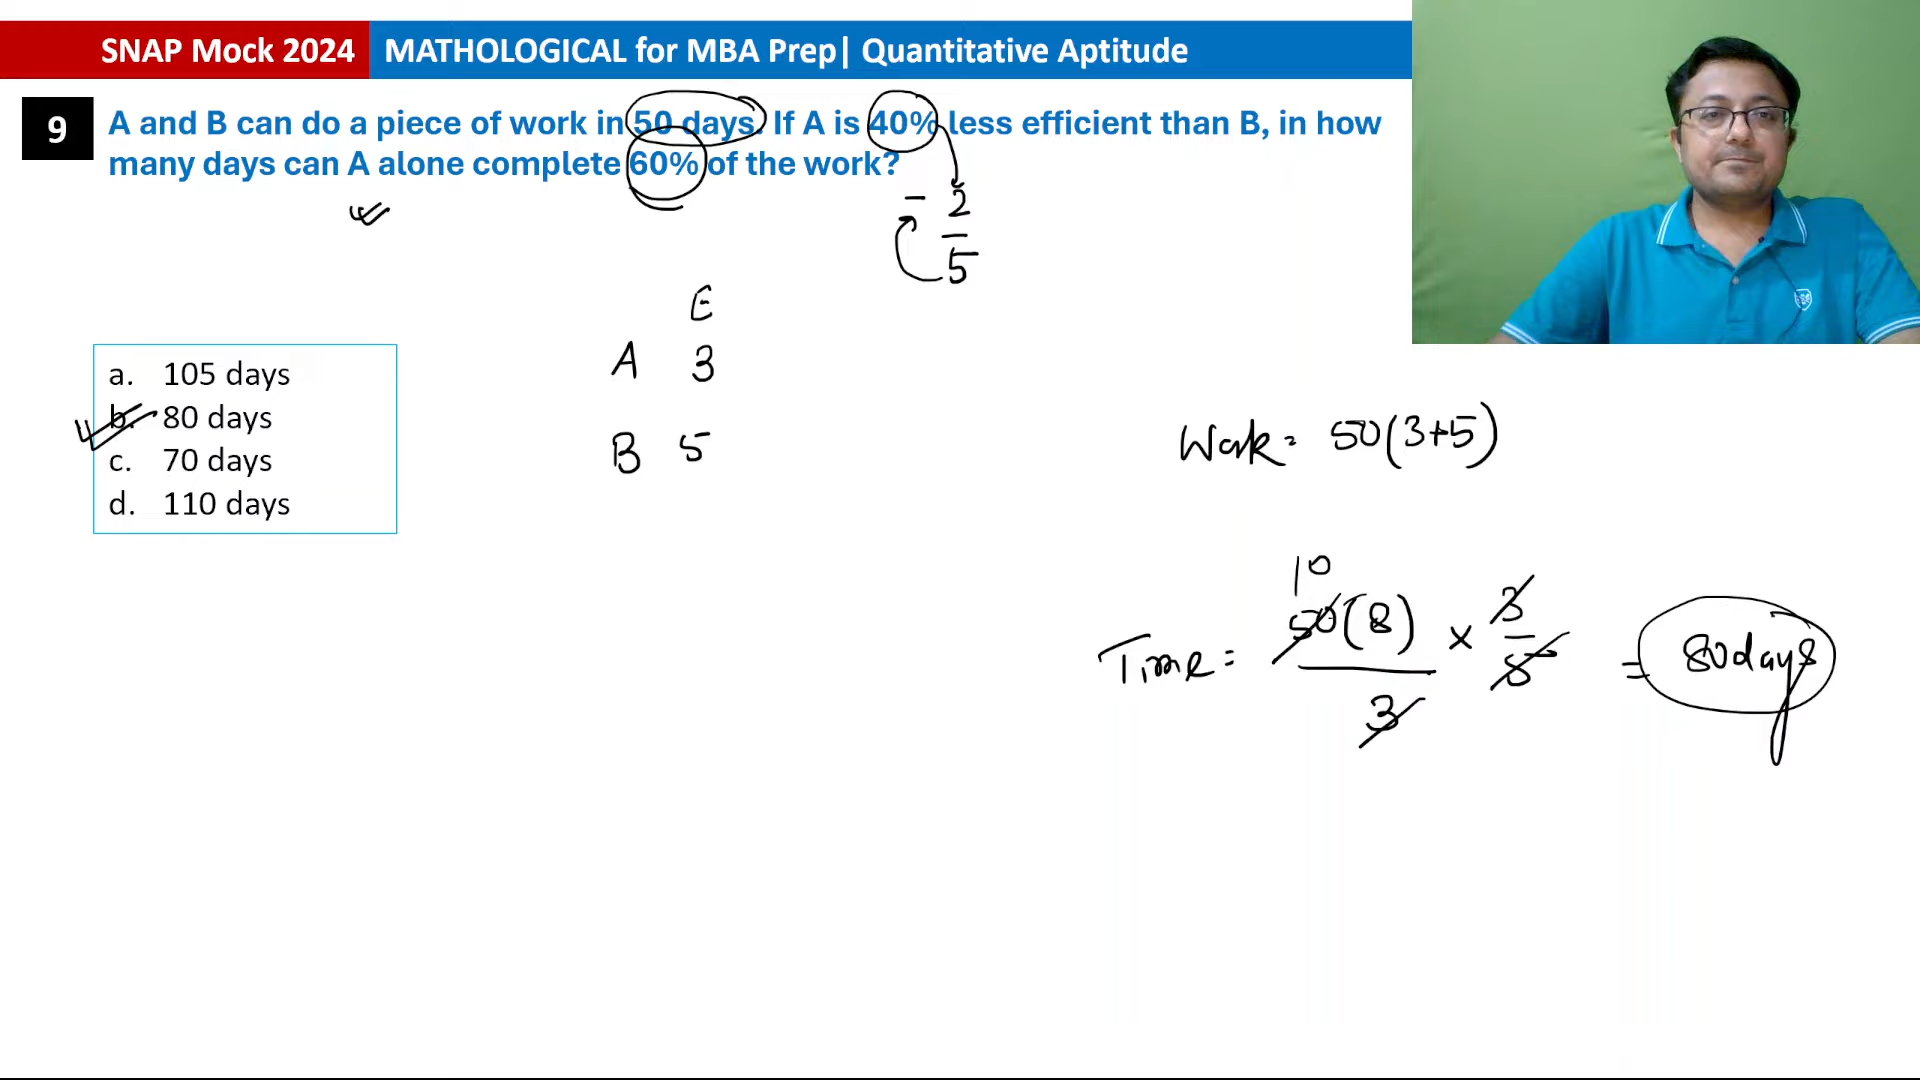 SNAP Mock 2024 MATHOLOGICAL for MBA Prep| Quantitative Aptitude
9 A and B can do a piece of work in 50 days. If A is 40% less efficient than B, in how
many days can A alone complete 60% of the work?
- 2/5
E
A 3
B 5
a. 105 days
b. 80 days
c. 70 days
d. 110 days
Work = 50(3+5)
10
Time = 50(8)/3 x 3/5 = 80 days